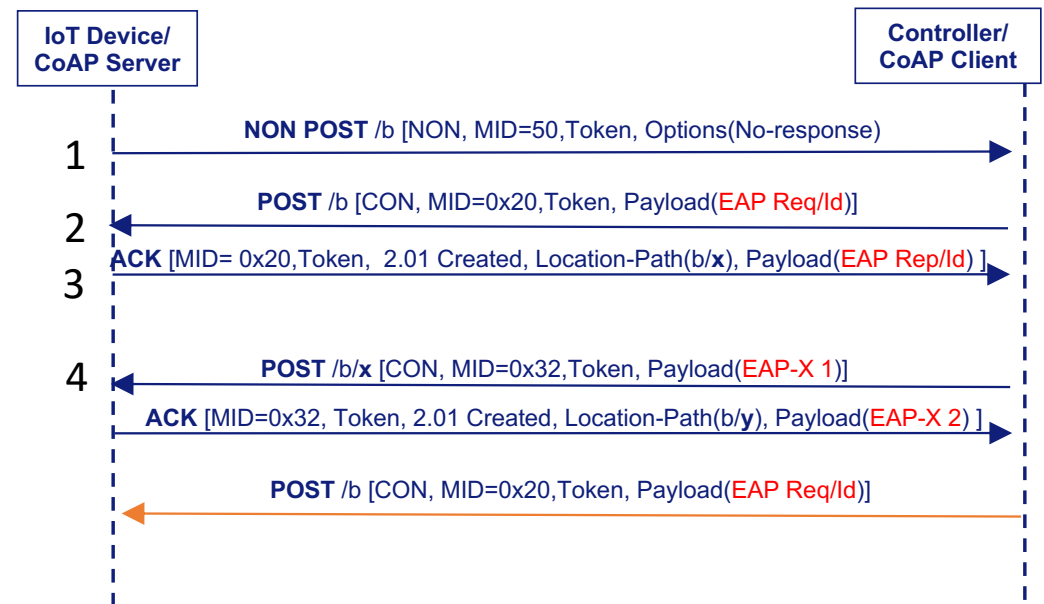 IoT Device/
CoAP Server
Controller/
CoAP Client
NON POST /b [NON, MID=50,Token, Options(No-response)
1
POST /b [CON, MID=0x20,Token, Payload(EAP Req/Id)]
2
ACK [MID= 0x20,Token, 2.01 Created, Location-Path(b/x), Payload(EAP Rep/Id) ]
3
POST /b/x [CON, MID=0x32,Token, Payload(EAP-X 1)]
4
ACK [MID=0x32, Token, 2.01 Created, Location-Path(b/y), Payload(EAP-X 2) ]
POST /b [CON, MID=0x20,Token, Payload(EAP Req/Id)]